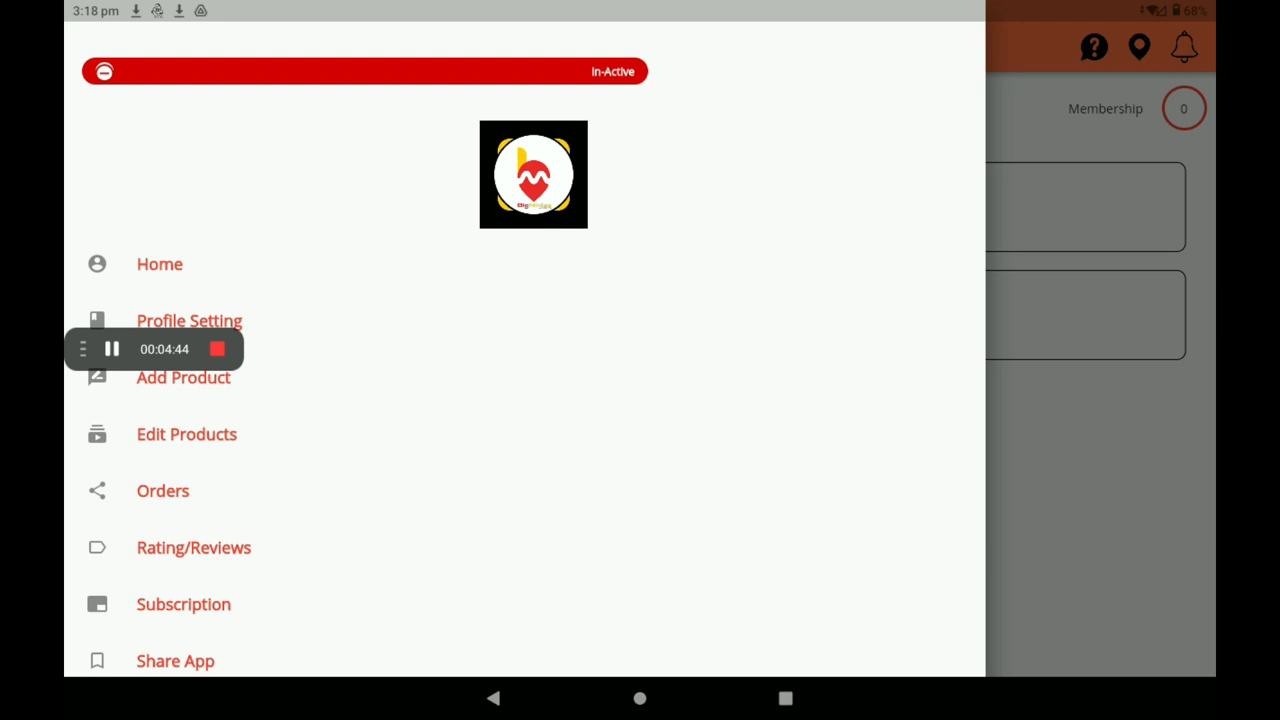 3:18 pm
68%
In-Active
Membership
0
Home
Profile Setting
00:04:44
Add Product
Edit Products
Orders
Rating/Reviews
Subscription
Share App